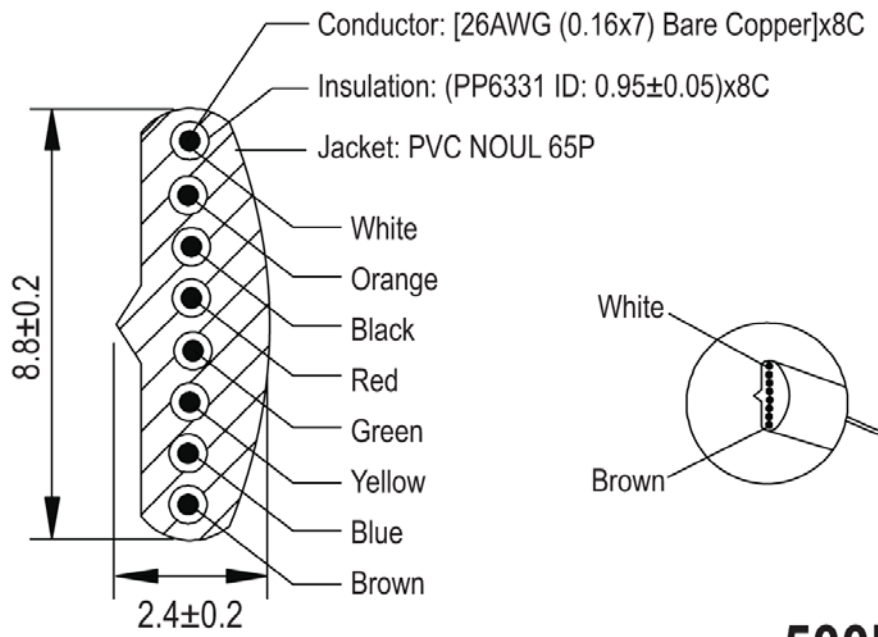 Conductor: [26AWG (0.16x7) Bare Copper]x8C
Insulation: (PP6331 ID: 0.95±0.05)x8C
Jacket: PVC NOUL 65P
White
Orange
Black
Red
Green
Yellow
Blue
Brown
8.8±0.2
2.4±0.2
White
Brown